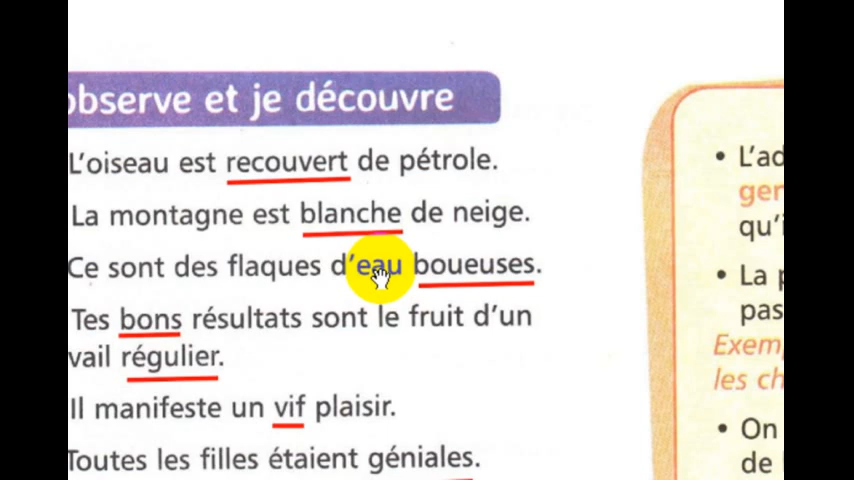 observe et je découvre
L'oiseau est recouvert de pétrole.
La montagne est blanche de neige.
Ce sont des flaques d'eau boueuses.
Tes bons résultats sont le fruit d'un
vail régulier.
Il manifeste un vif plaisir.
Toutes les filles étaient géniales.
• L'ad
gen
qu'i
• La p
pas
Exem
les ch
• On
de